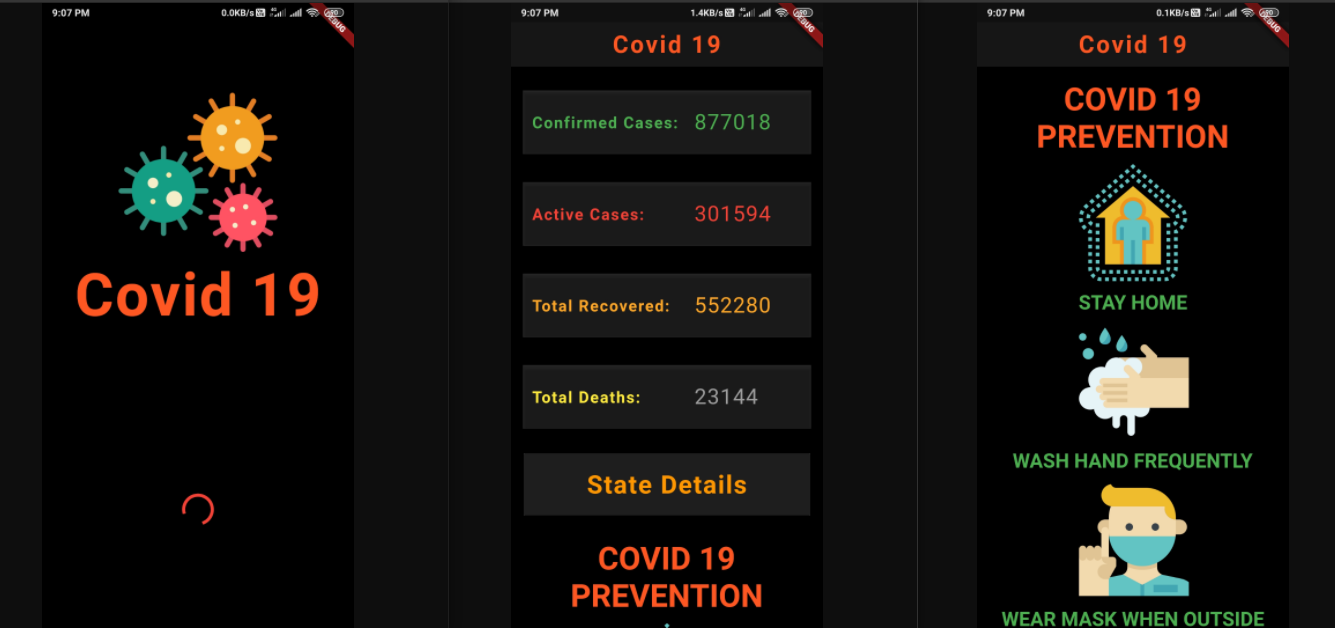 9:07 PM 0.0KB/s
DEBUG
Covid 19
9:07 PM 1.4KB/s
DEBUG
Covid 19
Confirmed Cases: 877018
Active Cases: 301594
Total Recovered: 552280
Total Deaths: 23144
State Details
COVID 19
PREVENTION
9:07 PM 0.1KB/s
DEBUG
Covid 19
COVID 19
PREVENTION
STAY HOME
WASH HAND FREQUENTLY
WEAR MASK WHEN OUTSIDE